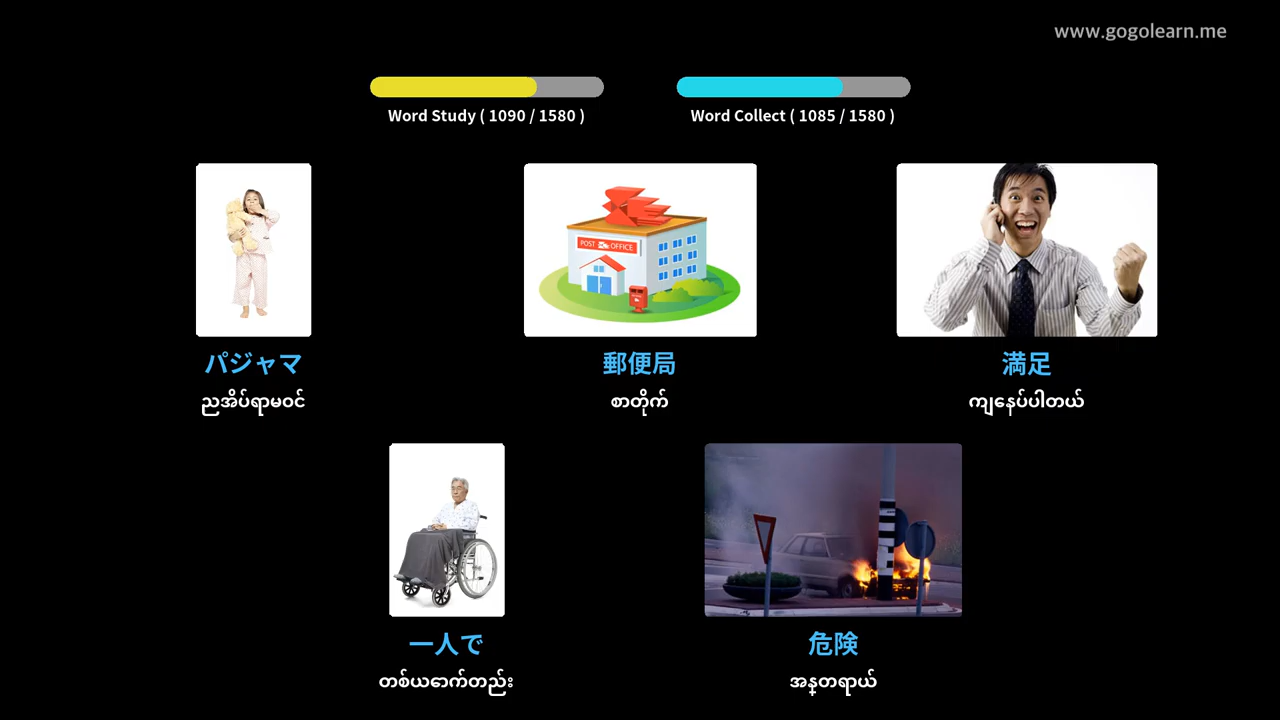 www.gogolearn.me
Word Study ( 1090 / 1580 )
Word Collect ( 1085 / 1580 )
POST OFFICE
パジャマ
ညအိပ်ရာမဝင်
郵便局
စာတိုက်
満足
ကျနေပ်ပါတယ်
一人で
တစ်ယောက်တည်း
危険
အန္တရာယ်